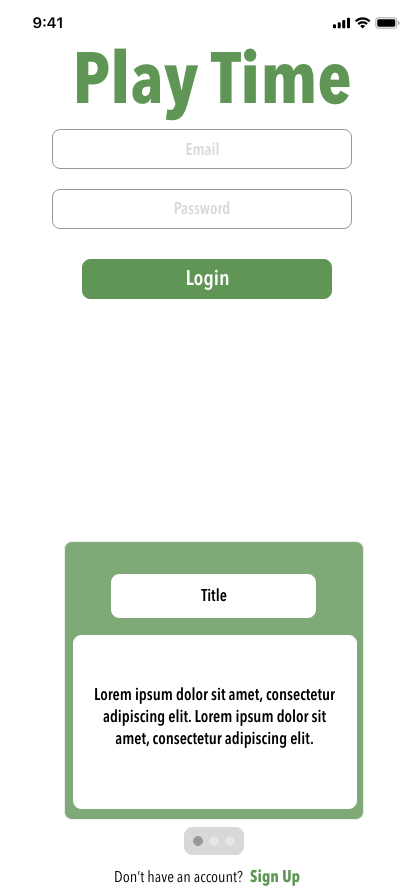 9:41
Play Time
Email
Password
Login
Title
Lorem ipsum dolor sit amet, consectetur
adipiscing elit. Lorem ipsum dolor sit
amet, consectetur adipiscing elit.
Don’t have an account? Sign Up